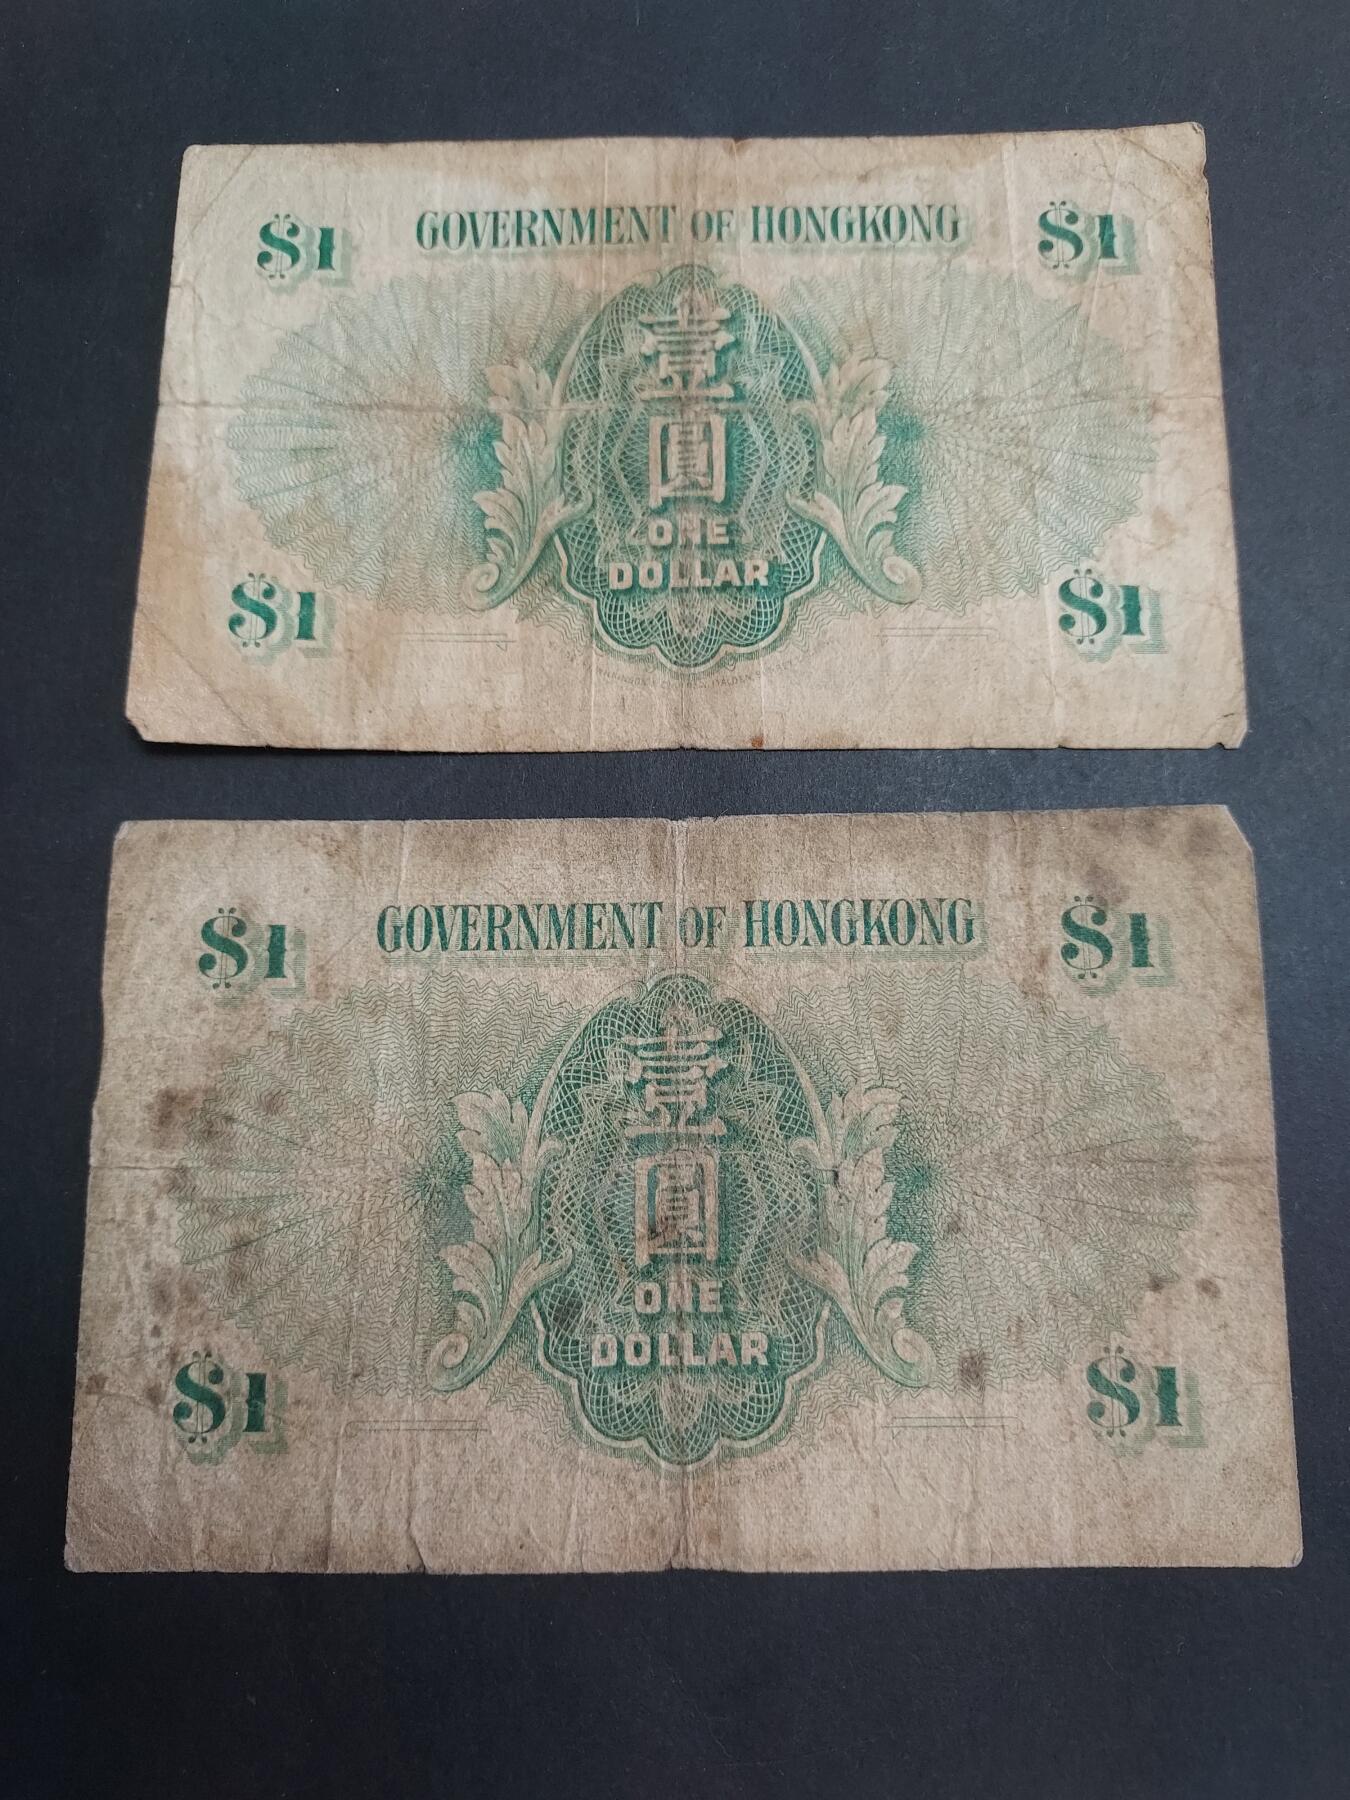 $1 GOVERNMENT OF HONGKONG $1
壹
圓
ONE
DOLLAR
$1 $1
$1 GOVERNMENT OF HONGKONG $1
壹
圓
ONE
DOLLAR
$1 $1